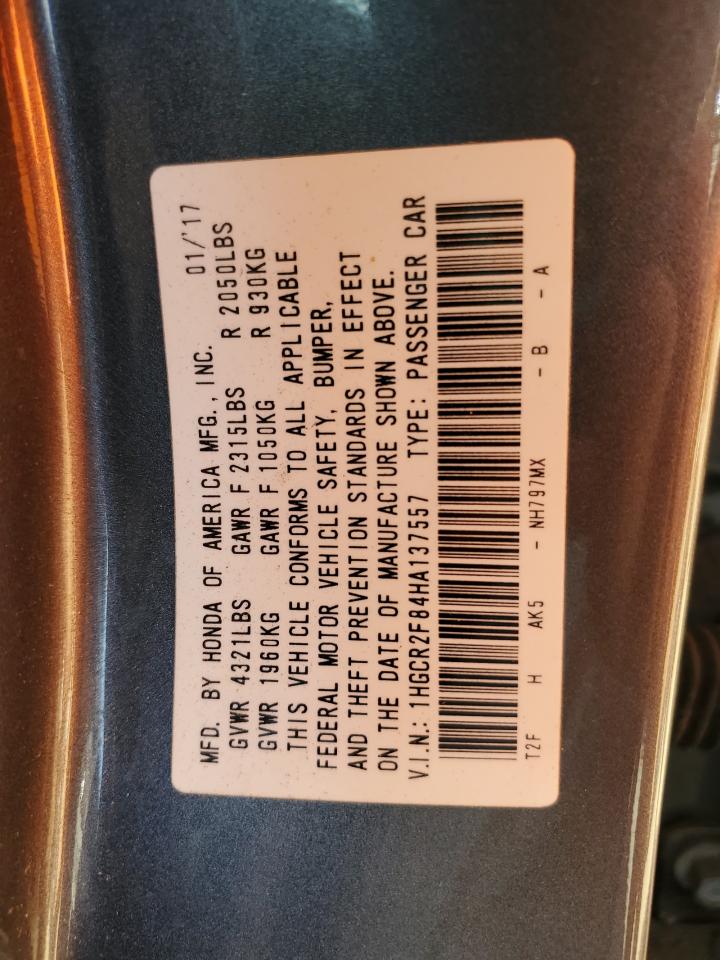 MFD. BY HONDA OF AMERICA MFG., INC. 01/'17
GVWR 4321LBS GAWR F 2315LBS R 2050LBS
GVWR 1960KG GAWR F 1050KG R 930KG
THIS VEHICLE CONFORMS TO ALL APPLICABLE
FEDERAL MOTOR VEHICLE SAFETY, BUMPER,
AND THEFT PREVENTION STANDARDS IN EFFECT
ON THE DATE OF MANUFACTURE SHOWN ABOVE.
V.I.N.: 1HGCR2F84HA137557 TYPE: PASSENGER CAR
T2F H AK5 - NH797MX - B - A